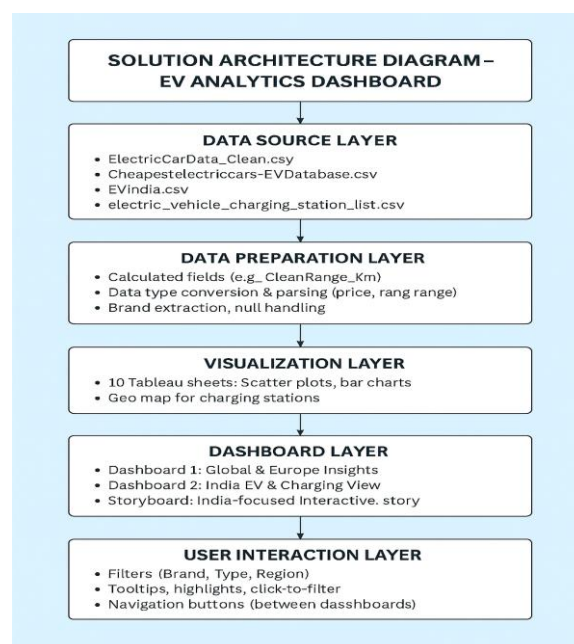 SOLUTION ARCHITECTURE DIAGRAM–
EV ANALYTICS DASHBOARD
DATA SOURCE LAYER
• ElectricCarData_Clean.csy
• Cheapestelectriccars-EVDatabase.csv
• EVindia.csv
• electric_vehicle_charging_station_list.csv
DATA PREPARATION LAYER
• Calculated fields (e.g_CleanRange_Km)
• Data type conversion & parsing (price, rang range)
• Brand extraction, null handling
VISUALIZATION LAYER
• 10 Tableau sheets: Scatter plots, bar charts
• Geo map for charging stations
DASHBOARD LAYER
• Dashboard 1: Global & Europe Insights
• Dashboard 2: India EV & Charging View
• Storyboard: India-focused Interactive. story
USER INTERACTION LAYER
• Filters (Brand, Type, Region)
• Tooltips, highlights, click-to-filter
• Navigation buttons (between dasshboards)